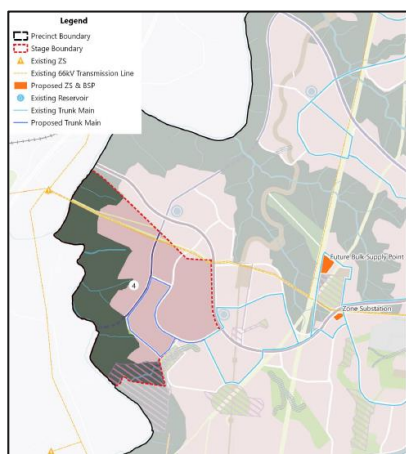 Legend
Precinct Boundary
Stage Boundary
Existing ZS
Existing 66kV Transmission Line
Proposed ZS & BSP
Existing Reservoir
Existing Trunk Main
Proposed Trunk Main
Future Bulk Supply Point
4
Zone Substation